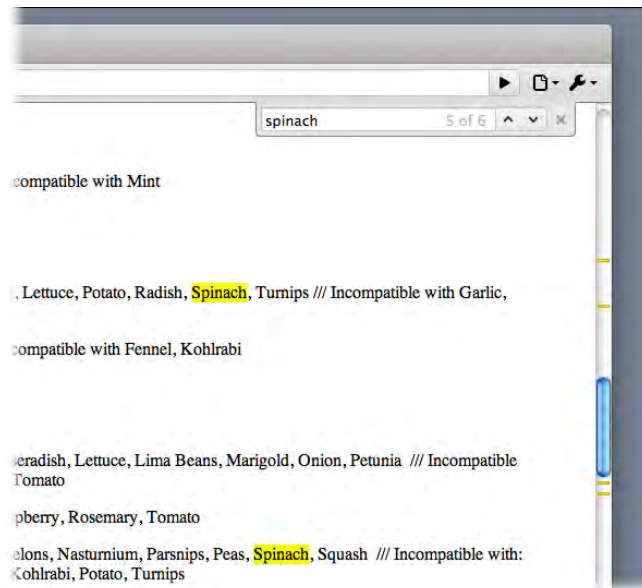 spinach 5 of 6
compatible with Mint
, Lettuce, Potato, Radish, Spinach, Turnips /// Incompatible with Garlic,
compatible with Fennel, Kohlrabi
eradish, Lettuce, Lima Beans, Marigold, Onion, Petunia /// Incompatible
Tomato
pberry, Rosemary, Tomato
elons, Nasturnium, Parsnips, Peas, Spinach, Squash /// Incompatible with:
Kohlrabi, Potato, Turnips